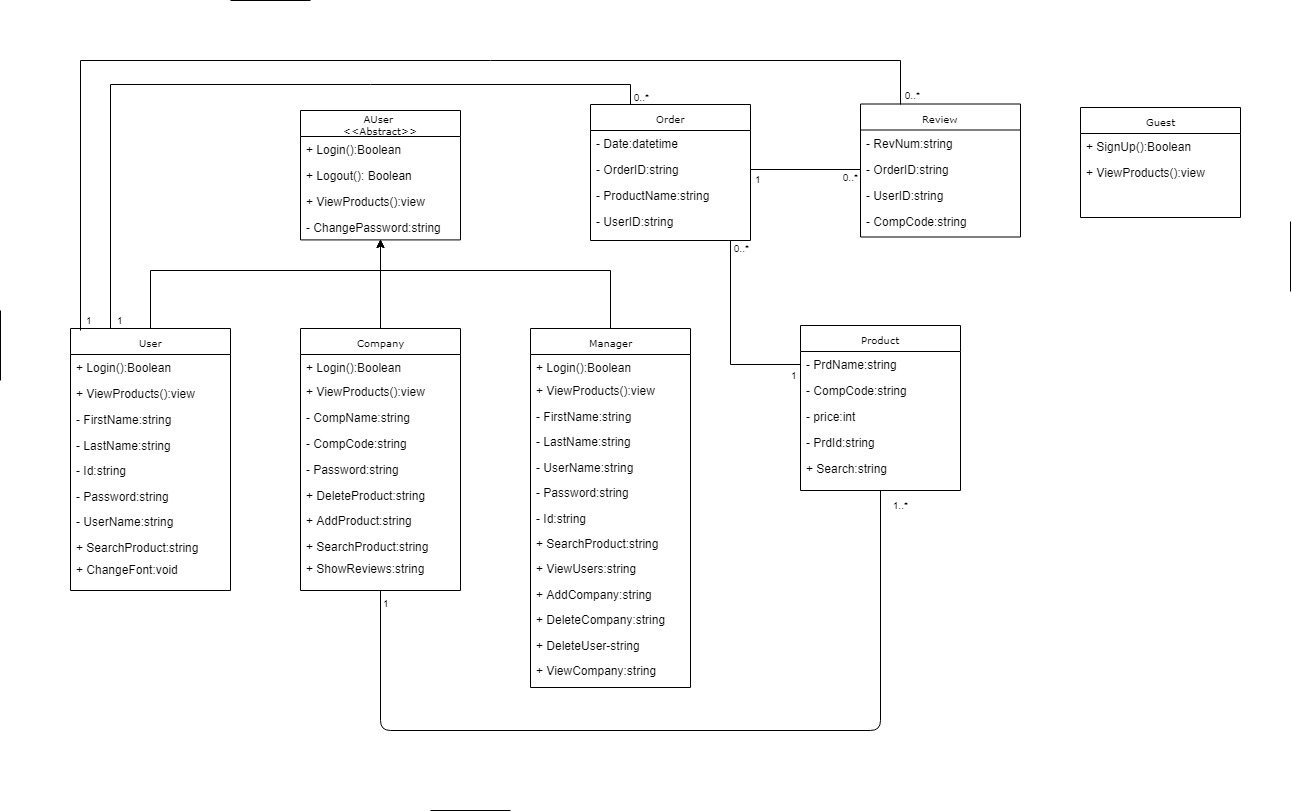 0..*
0..*
AUser
<<Abstract>>
+ Login():Boolean
+ Logout(): Boolean
+ ViewProducts():view
- ChangePassword:string
Order
- Date:datetime
- OrderID:string
- ProductName:string
- UserID:string
1
0..*
Review
- RevNum:string
- OrderID:string
- UserID:string
- CompCode:string
Guest
+ SignUp():Boolean
+ ViewProducts():view
0..*
1
1
User
+ Login():Boolean
+ ViewProducts():view
- FirstName:string
- LastName:string
- Id:string
- Password:string
- UserName:string
+ SearchProduct:string
+ ChangeFont:void
Company
+ Login():Boolean
+ ViewProducts():view
- CompName:string
- CompCode:string
- Password:string
+ DeleteProduct:string
+ AddProduct:string
+ SearchProduct:string
+ ShowReviews:string
1
Manager
+ Login():Boolean
+ ViewProducts():view
- FirstName:string
- LastName:string
- UserName:string
- Password:string
- Id:string
+ SearchProduct:string
+ ViewUsers:string
+ AddCompany:string
+ DeleteCompany:string
+ DeleteUser-string
+ ViewCompany:string
1
Product
- PrdName:string
- CompCode:string
- price:int
- PrdId:string
+ Search:string
1..*